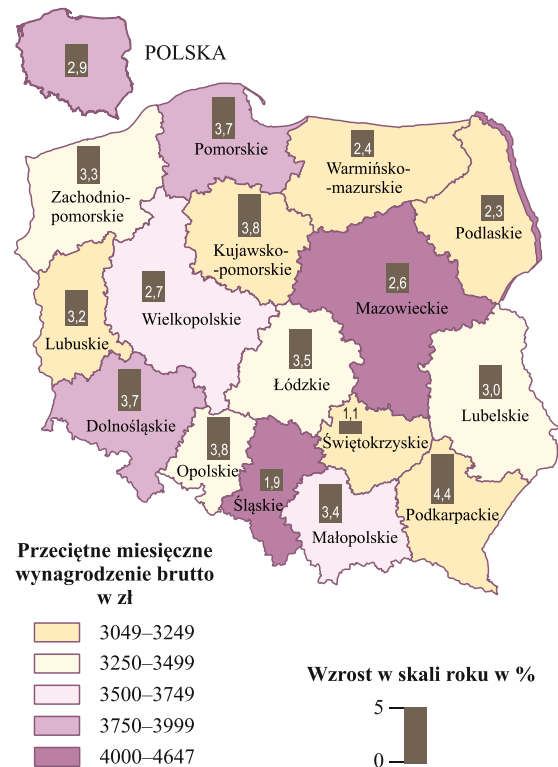 2,9
POLSKA
3,7
Pomorskie
2,4
Warmińsko-
-mazurskie
3,3
Zachodnio-
pomorskie
3,8
Kujawsko-
-pomorskie
2,3
Podlaskie
2,7
Wielkopolskie
2,6
Mazowieckie
3,2
Lubuskie
3,5
Łódzkie
3,7
Dolnośląskie
3,0
Lubelskie
3,8
Opolskie
1,1
Świętokrzyskie
1,9
Śląskie
3,4
Małopolskie
4,4
Podkarpackie
Przeciętne miesięczne
wynagrodzenie brutto
w zł
3049–3249
3250–3499
3500–3749
3750–3999
4000–4647
Wzrost w skali roku w %
5
0